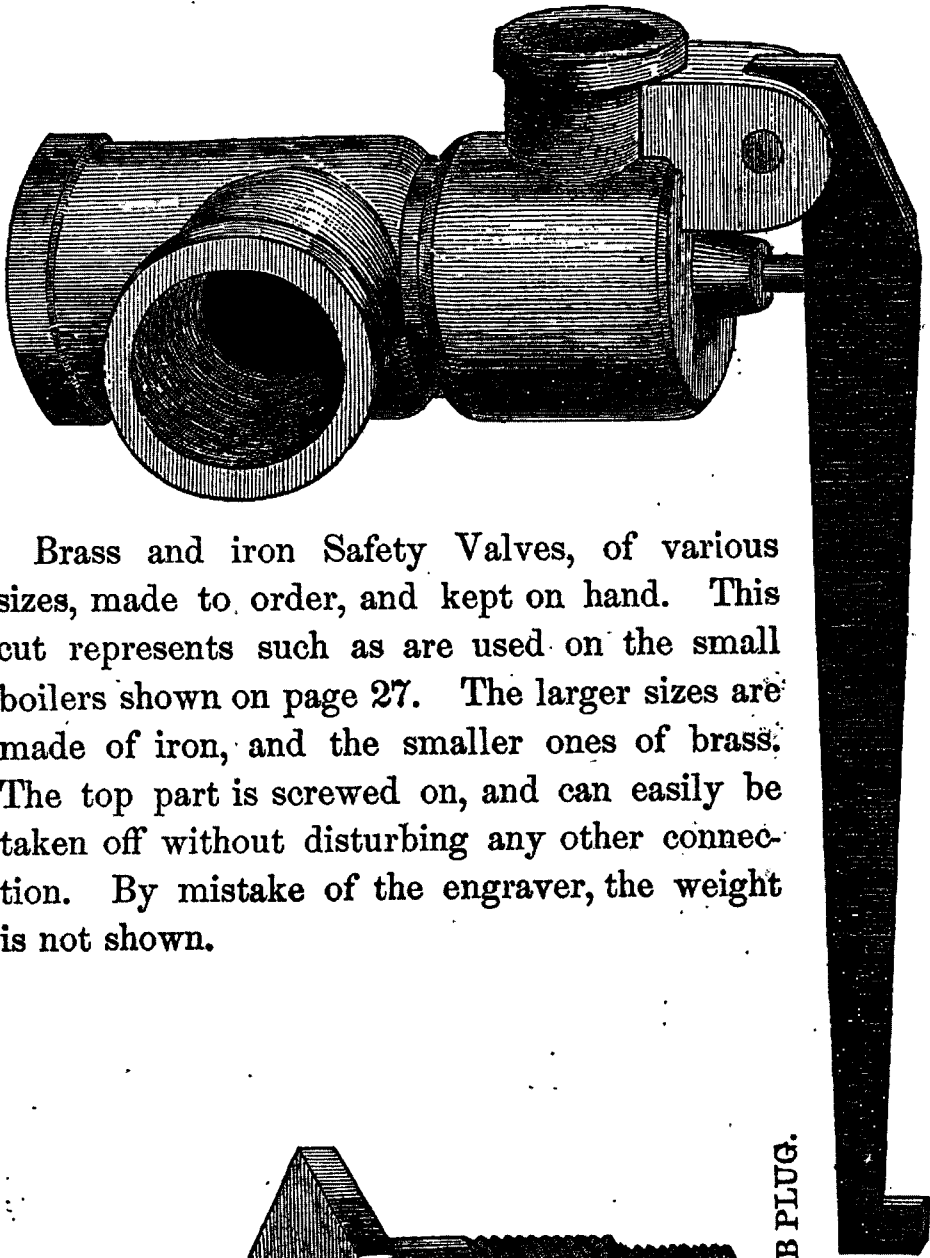 Brass and iron Safety Valves, of various
sizes, made to order, and kept on hand. This
cut represents such as are used on the small
boilers shown on page 27. The larger sizes are
made of iron, and the smaller ones of brass.
The top part is screwed on, and can easily be
taken off without disturbing any other connec-
tion. By mistake of the engraver, the weight
is not shown.
B PLUG.